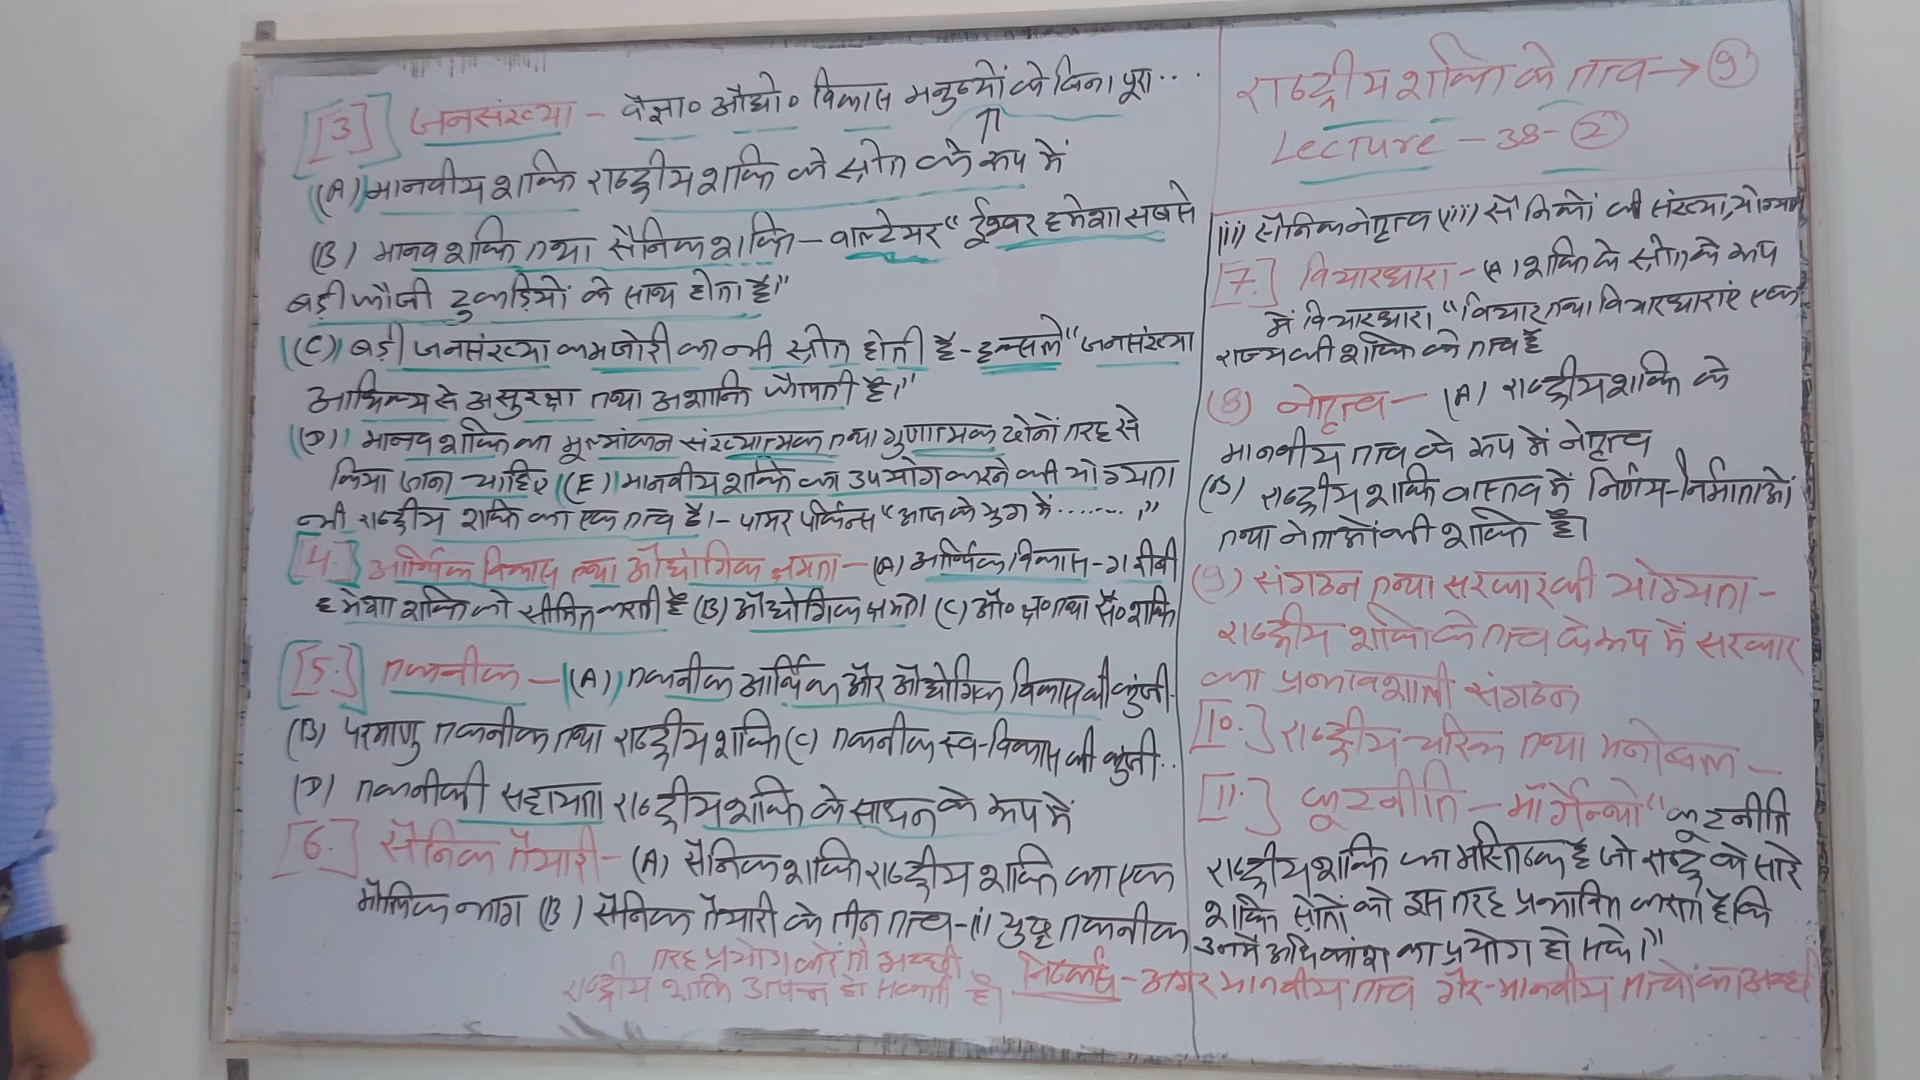 राष्ट्रीय शक्ति के तत्व → (9)
Lecture - 38 - (2)
[3] जनसंख्या - वैज्ञा० औद्यो० विकास मनुष्यों के बिना पूरा...
(A) मानवीय शक्ति राष्ट्रीय शक्ति के स्रोत के रूप में
(B) मानव शक्ति तथा सैनिक शक्ति - वाल्टेयर "ईश्वर हमेशा सबसे
बड़ी फौजी टुकड़ियों के साथ होता है।"
(C) बड़ी जनसंख्या कमजोरी का भी स्रोत होती है - हक्सले "जनसंख्या
आधिक्य से असुरक्षा तथा अशान्ति फैलती है।"
(D) मानव शक्ति का मूल्यांकन संख्यात्मक तथा गुणात्मक दोनों तरह से
किया जाना चाहिए (E) मानवीय शक्ति का उपयोग करने की योग्यता
भी राष्ट्रीय शक्ति का एक तत्व है। - पामर पर्किन्स "आज के युग में ......."
[4.] आर्थिक विकास तथा औद्योगिक क्षमता - (A) आर्थिक विकास - गरीबी
हमेशा शक्ति को सीमित करती है (B) औद्योगिक क्षमता (C) औ० क्ष० तथा सै० शक्ति
[5.] तकनीक - (A) तकनीक आर्थिक और औद्योगिक विकास की कुंजी.
(B) परमाणु तकनीक तथा राष्ट्रीय शक्ति (C) तकनीक स्व-विकास की कुंजी..
(D) तकनीकी सहायता राष्ट्रीय शक्ति के साधन के रूप में
[6.] सैनिक तैयारी - (A) सैनिक शक्ति राष्ट्रीय शक्ति का एक
मौलिक भाग (B) सैनिक तैयारी के तीन तत्व - (i) युद्ध तकनीक
(ii) सैनिक नेतृत्व (iii) सैनिकों की संख्या, योग्यता
[7.] विचारधारा - (A) शक्ति के स्रोत के रूप
में विचारधारा "विचार तथा विचारधाराएं एक
राज्य की शक्ति के तत्व हैं
(8) नेतृत्व - (A) राष्ट्रीय शक्ति के
मानवीय तत्व के रूप में नेतृत्व
(B) राष्ट्रीय शक्ति वास्तव में निर्णय-निर्माताओं
तथा नेताओं की शक्ति है।
(9) संगठन तथा सरकार की योग्यता -
राष्ट्रीय शक्ति के तत्व के रूप में सरकार
का प्रभावशाली संगठन
[10.] राष्ट्रीय चरित्र तथा मनोबल -
[11.] कूटनीति - मॉर्गेन्थो "कूटनीति
राष्ट्रीय शक्ति का मस्तिष्क है जो राष्ट्र के सारे
शक्ति स्रोतों को इस तरह प्रभावित करता है कि
उनमें अधिकांश का प्रयोग हो सके।"
निष्कर्ष - अगर मानवीय तत्व गैर-मानवीय तत्वों का अच्छी
तरह प्रयोग करें तो अच्छी
राष्ट्रीय शक्ति उत्पन्न हो सकती है।